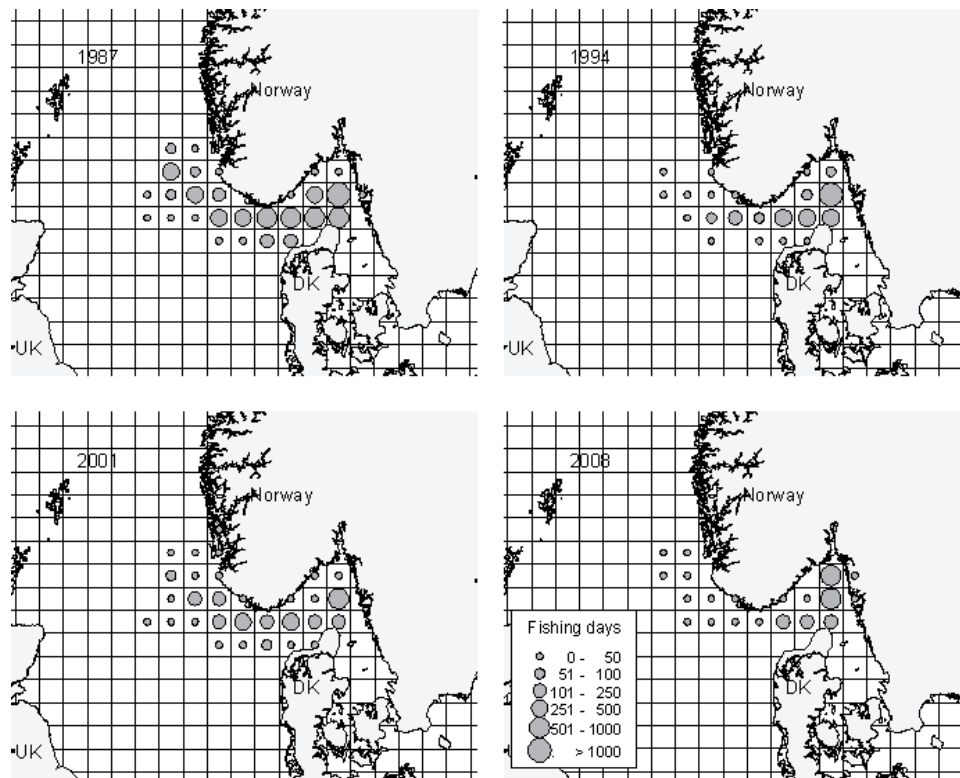 1987
Norway
DK
UK
1994
Norway
DK
UK
2001
Norway
DK
UK
2008
Norway
DK
Fishing days
0 - 50
51 - 100
101 - 250
251 - 500
501 - 1000
> 1000